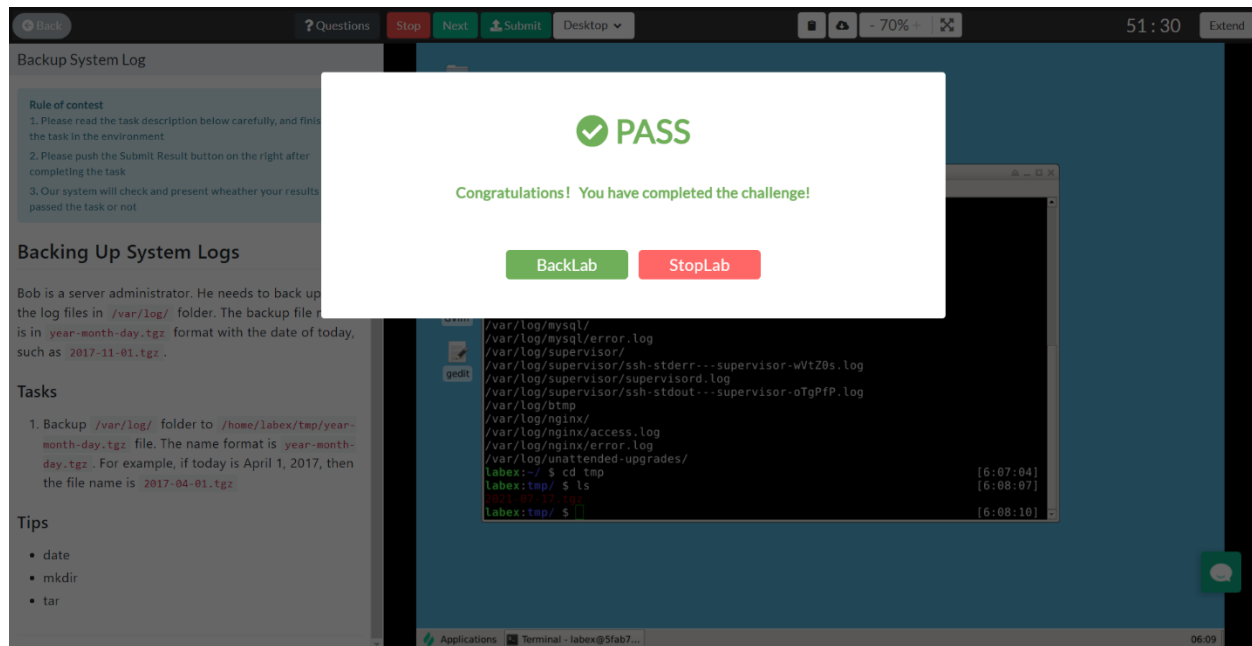 Back
? Questions
Stop
Next
Submit
Desktop
- 70% +
51 : 30
Extend
Backup System Log
Rule of contest
1. Please read the task description below carefully, and finis
the task in the environment
2. Please push the Submit Result button on the right after
completing the task
3. Our system will check and present wheather your results
passed the task or not
Backing Up System Logs
Bob is a server administrator. He needs to back up
the log files in /var/log/ folder. The backup file
is in year-month-day.tgz format with the date of today,
such as 2017-11-01.tgz .
Tasks
1. Backup /var/log/ folder to /home/labex/tmp/year-
month-day.tgz file. The name format is year-month-
day.tgz . For example, if today is April 1, 2017, then
the file name is 2017-04-01.tgz
Tips
▪ date
▪ mkdir
▪ tar
PASS
Congratulations! You have completed the challenge!
BackLab
StopLab
gedit
/var/log/mysql/
/var/log/mysql/error.log
/var/log/supervisor/
/var/log/supervisor/ssh-stderr---supervisor-wVtZ0s.log
/var/log/supervisor/supervisord.log
/var/log/supervisor/ssh-stdout---supervisor-oTgPfP.log
/var/log/btmp
/var/log/nginx/
/var/log/nginx/access.log
/var/log/nginx/error.log
/var/log/unattended-upgrades/
labex:~/ $ cd tmp [6:07:04]
labex:tmp/ $ ls [6:08:07]
2021-07-17.tgz
labex:tmp/ $ [6:08:10]
Applications
Terminal - labex@5fab7...
06:09